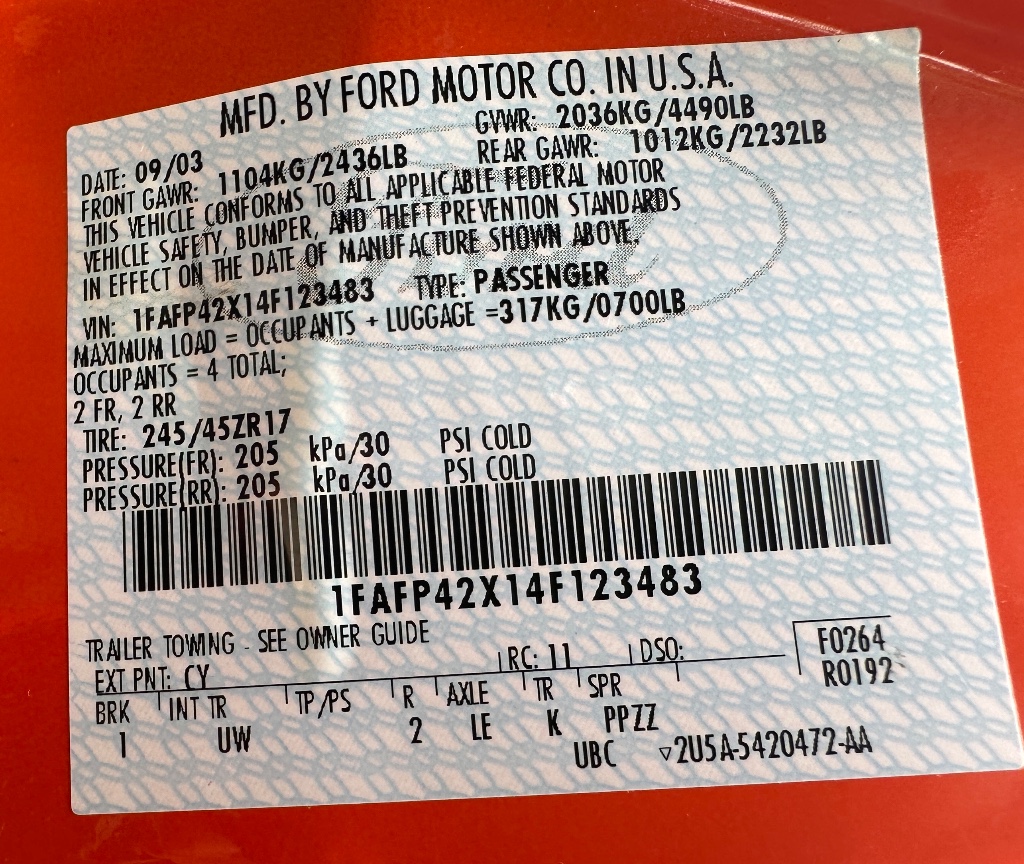 MFD. BY FORD MOTOR CO. IN U.S.A.
DATE: 09/03 GVWR: 2036KG/4490LB
FRONT GAWR: 1104KG/2436LB REAR GAWR: 1012KG/2232LB
THIS VEHICLE CONFORMS TO ALL APPLICABLE FEDERAL MOTOR
VEHICLE SAFETY, BUMPER, AND THEFT PREVENTION STANDARDS
IN EFFECT ON THE DATE OF MANUFACTURE SHOWN ABOVE.
VIN: 1FAFP42X14F123483 TYPE: PASSENGER
MAXIMUM LOAD = OCCUPANTS + LUGGAGE =317KG/0700LB
OCCUPANTS = 4 TOTAL;
2 FR, 2 RR
TIRE: 245/45ZR17
PRESSURE(FR): 205 kPa/30 PSI COLD
PRESSURE(RR): 205 kPa/30 PSI COLD
1FAFP42X14F123483
TRAILER TOWING - SEE OWNER GUIDE
EXT PNT: CY RC: 11 DSO: F0264
R0192
BRK INT TR TP/PS R AXLE TR SPR
1 UW 2 LE K PPZZ
UBC ▿2U5A-5420472-AA